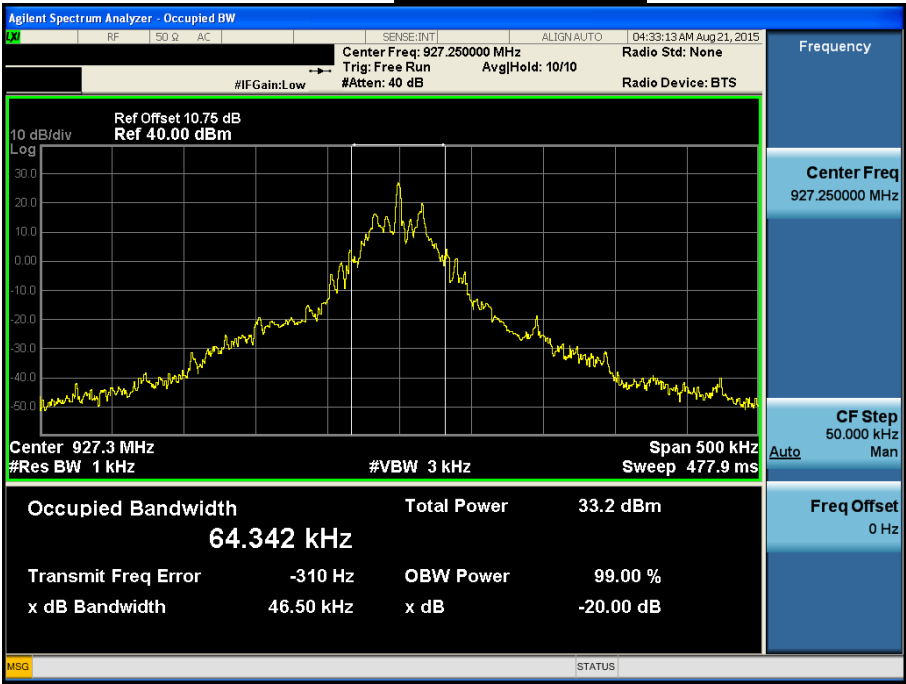 Agilent Spectrum Analyzer - Occupied BW
LXI RF 50 Ω AC SENSE:INT ALIGN AUTO 04:33:13 AM Aug 21, 2015
Center Freq: 927.250000 MHz Radio Std: None
Trig: Free Run Avg|Hold: 10/10
#IFGain:Low #Atten: 40 dB Radio Device: BTS
Frequency
Ref Offset 10.75 dB
10 dB/div Ref 40.00 dBm
Log
30.0
20.0
10.0
0.00
-10.0
-20.0
-30.0
-40.0
-50.0
Center 927.3 MHz Span 500 kHz
#Res BW 1 kHz #VBW 3 kHz Sweep 477.9 ms
Occupied Bandwidth Total Power 33.2 dBm
64.342 kHz
Transmit Freq Error -310 Hz OBW Power 99.00 %
x dB Bandwidth 46.50 kHz x dB -20.00 dB
Center Freq
927.250000 MHz
CF Step
50.000 kHz
Auto Man
Freq Offset
0 Hz
MSG STATUS